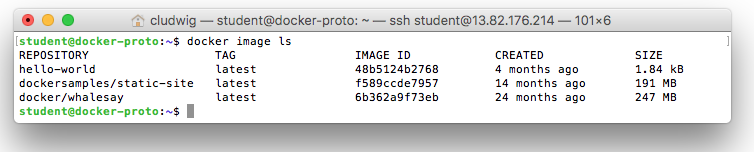 cludwig — student@docker-proto: ~ — ssh student@13.82.176.214 — 101×6
[student@docker-proto:~$ docker image ls ]
REPOSITORY TAG IMAGE ID CREATED SIZE
hello-world latest 48b5124b2768 4 months ago 1.84 kB
dockersamples/static-site latest f589ccde7957 14 months ago 191 MB
docker/whalesay latest 6b362a9f73eb 24 months ago 247 MB
student@docker-proto:~$